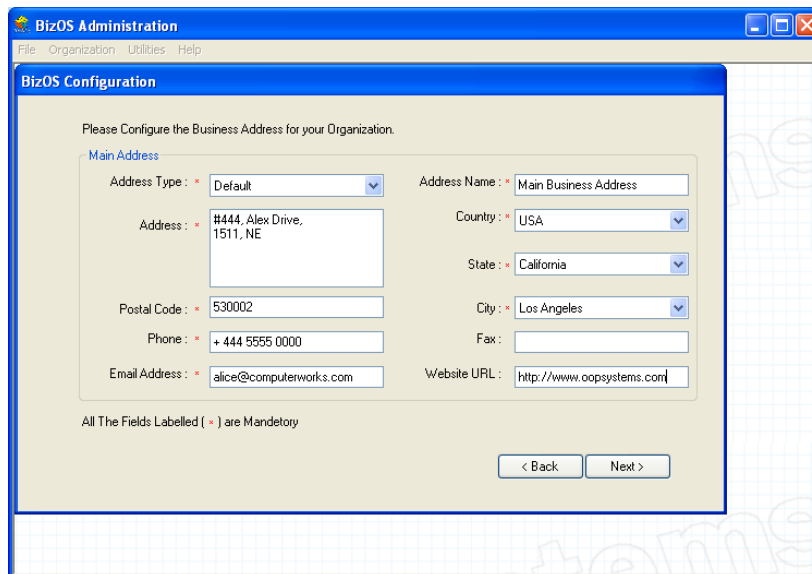 BizOS Administration
File Organization Utilities Help
BizOS Configuration
Please Configure the Business Address for your Organization.
Main Address
Address Type : * Default
Address Name : * Main Business Address
Address : * #444, Alex Drive,
1511, NE
Country : * USA
State : * California
Postal Code : * 530002
City : * Los Angeles
Phone : * + 444 5555 0000
Fax :
Email Address : * alice@computerworks.com
Website URL : http://www.oopsystems.com
All The Fields Labelled ( * ) are Mandetory
< Back Next >